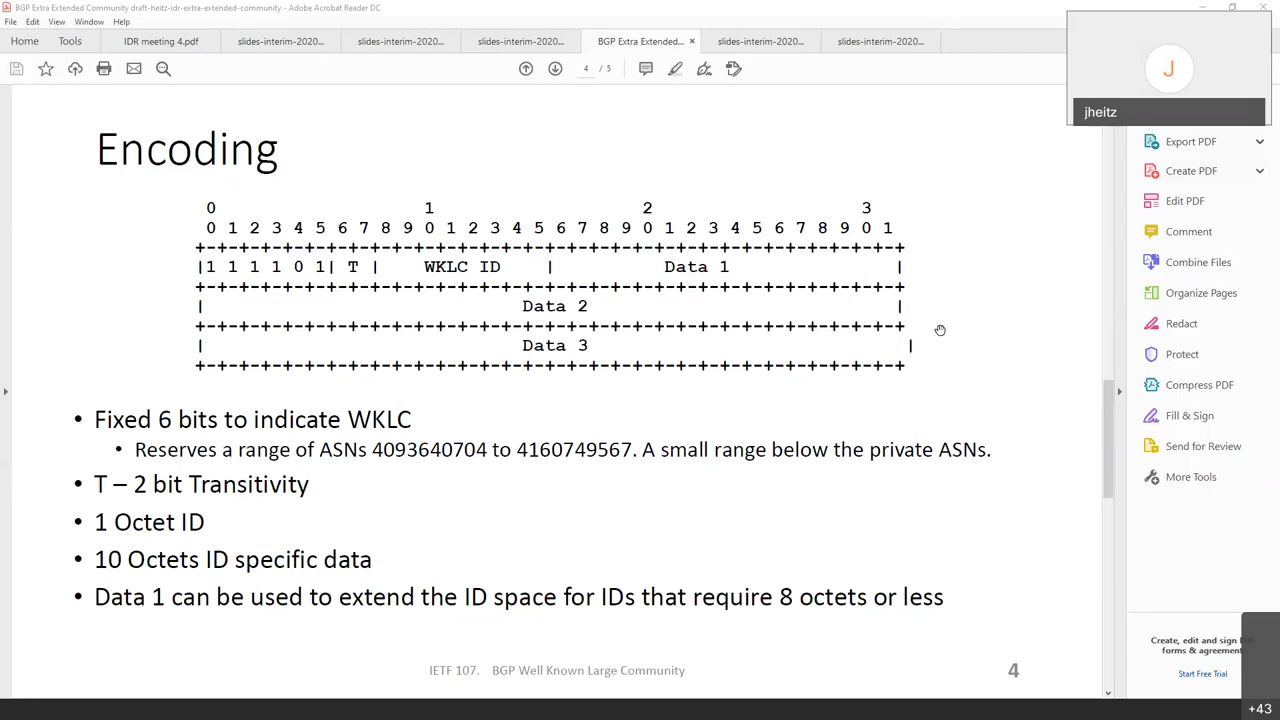 BGP Extra Extended Community draft-heitz-idr-extra-extended-community - Adobe Acrobat Reader DC
File Edit View Window Help
Home Tools IDR meeting 4.pdf slides-interim-2020... slides-interim-2020... slides-interim-2020... BGP Extra Extended... × slides-interim-2020... slides-interim-2020...
4 / 5
J
jheitz
Encoding
0 1 2 3
0 1 2 3 4 5 6 7 8 9 0 1 2 3 4 5 6 7 8 9 0 1 2 3 4 5 6 7 8 9 0 1
+-+-+-+-+-+-+-+-+-+-+-+-+-+-+-+-+-+-+-+-+-+-+-+-+-+-+-+-+-+-+-+-+
|1 1 1 1 0 1| T | WKLC ID | Data 1 |
+-+-+-+-+-+-+-+-+-+-+-+-+-+-+-+-+-+-+-+-+-+-+-+-+-+-+-+-+-+-+-+-+
| Data 2 |
+-+-+-+-+-+-+-+-+-+-+-+-+-+-+-+-+-+-+-+-+-+-+-+-+-+-+-+-+-+-+-+-+
| Data 3 |
+-+-+-+-+-+-+-+-+-+-+-+-+-+-+-+-+-+-+-+-+-+-+-+-+-+-+-+-+-+-+-+-+
• Fixed 6 bits to indicate WKLC
• Reserves a range of ASNs 4093640704 to 4160749567. A small range below the private ASNs.
• T – 2 bit Transitivity
• 1 Octet ID
• 10 Octets ID specific data
• Data 1 can be used to extend the ID space for IDs that require 8 octets or less
IETF 107. BGP Well Known Large Community
4
Export PDF
Create PDF
Edit PDF
Comment
Combine Files
Organize Pages
Redact
Protect
Compress PDF
Fill & Sign
Send for Review
More Tools
Create, edit and sign
forms & agreements
Start Free Trial
+43